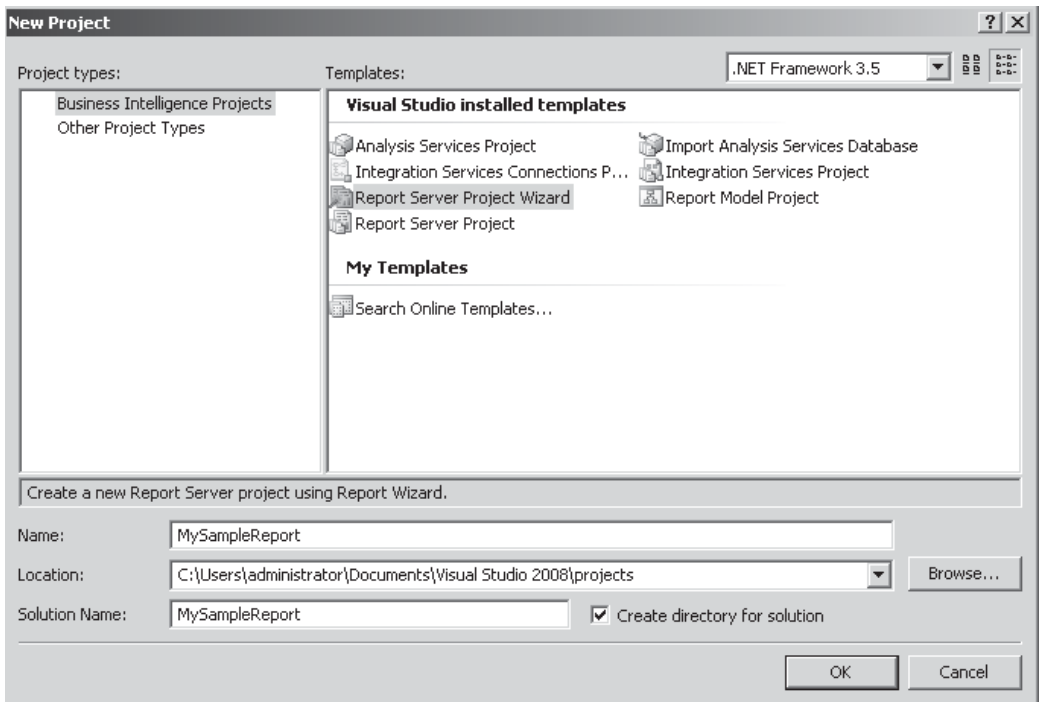 New Project
Project types:
Templates:
.NET Framework 3.5
Business Intelligence Projects
Other Project Types
Visual Studio installed templates
Analysis Services Project
Import Analysis Services Database
Integration Services Connections P...
Integration Services Project
Report Server Project Wizard
Report Model Project
Report Server Project
My Templates
Search Online Templates...
Create a new Report Server project using Report Wizard.
Name:
MySampleReport
Location:
C:\Users\administrator\Documents\Visual Studio 2008\projects
Browse...
Solution Name:
MySampleReport
Create directory for solution
OK
Cancel